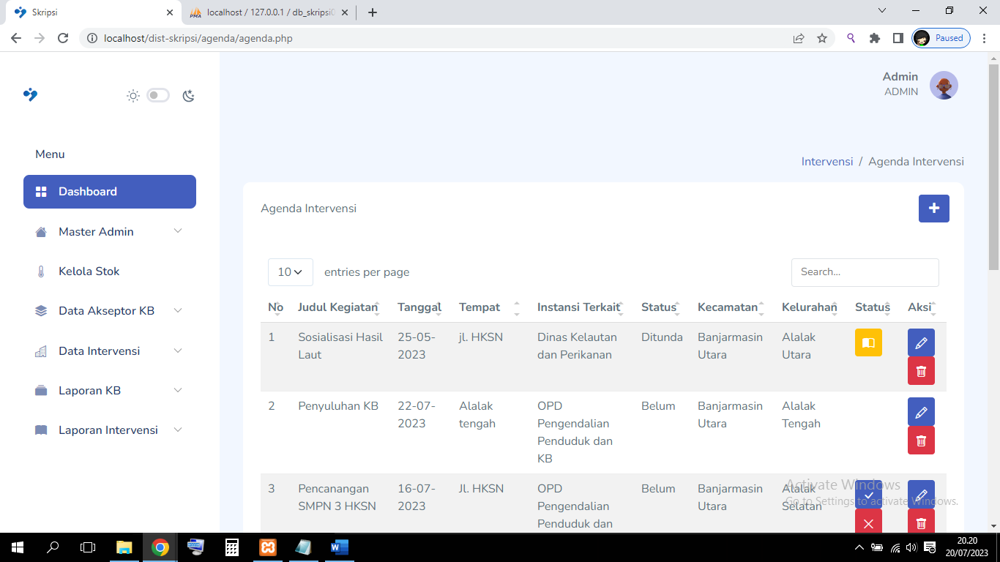 Skripsi
localhost / 127.0.0.1 / db_skripsi
localhost/dist-skripsi/agenda/agenda.php
Paused
Admin
ADMIN
Menu
Intervensi / Agenda Intervensi
Dashboard
Agenda Intervensi
Master Admin
Kelola Stok
10 entries per page
Search...
Data Akseptor KB
No Judul Kegiatan Tanggal Tempat Instansi Terkait Status Kecamatan Kelurahan Status Aksi
1 Sosialisasi Hasil 25-05- jl. HKSN Dinas Kelautan Ditunda Banjarmasin Alalak
Laut 2023 dan Perikanan Utara Utara
Data Intervensi
Laporan KB
2 Penyuluhan KB 22-07- Alalak OPD Belum Banjarmasin Alalak
2023 tengah Pengendalian Utara Tengah
Penduduk dan
KB
Laporan Intervensi
3 Pencanangan 16-07- Jl. HKSN OPD Belum Banjarmasin Alalak
SMPN 3 HKSN 2023 Pengendalian Utara Selatan
Penduduk dan
Activate Windows
Go to Settings to activate Windows.
20.20
20/07/2023